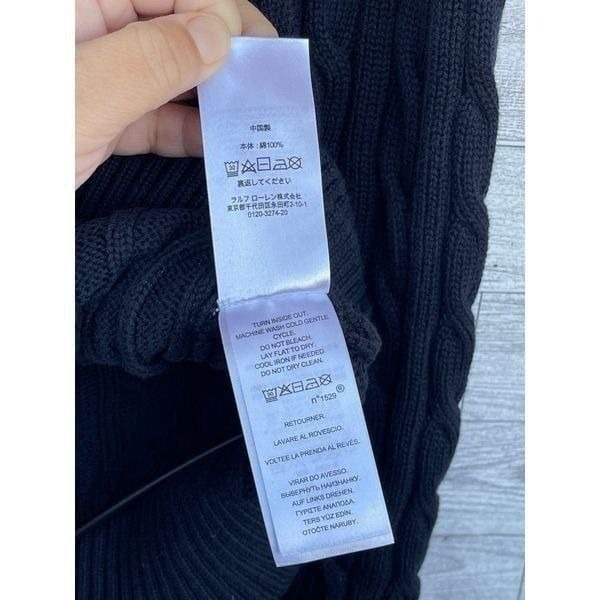 中国製
本体 : 綿100%
30
裏返してください
ラルフ ローレン株式会社
東京都千代田区永田町2-10-1
0120-3274-20
TURN INSIDE OUT.
MACHINE WASH COLD GENTLE
CYCLE.
DO NOT BLEACH.
LAY FLAT TO DRY.
COOL IRON IF NEEDED.
DO NOT DRY CLEAN.
30
n°1529 ®
RETOURNER.
LAVARE AL ROVESCIO.
VOLTEE LA PRENDA AL REVÉS.
VIRAR DO AVESSO.
ВЫВЕРНУТЬ НАИЗНАНКУ.
AUF LINKS DREHEN.
ΓΥΡΙΣΤΕ ΑΝΑΠΟΔΑ.
TERS YÜZ EDİN.
OTOČTE NARUBY.